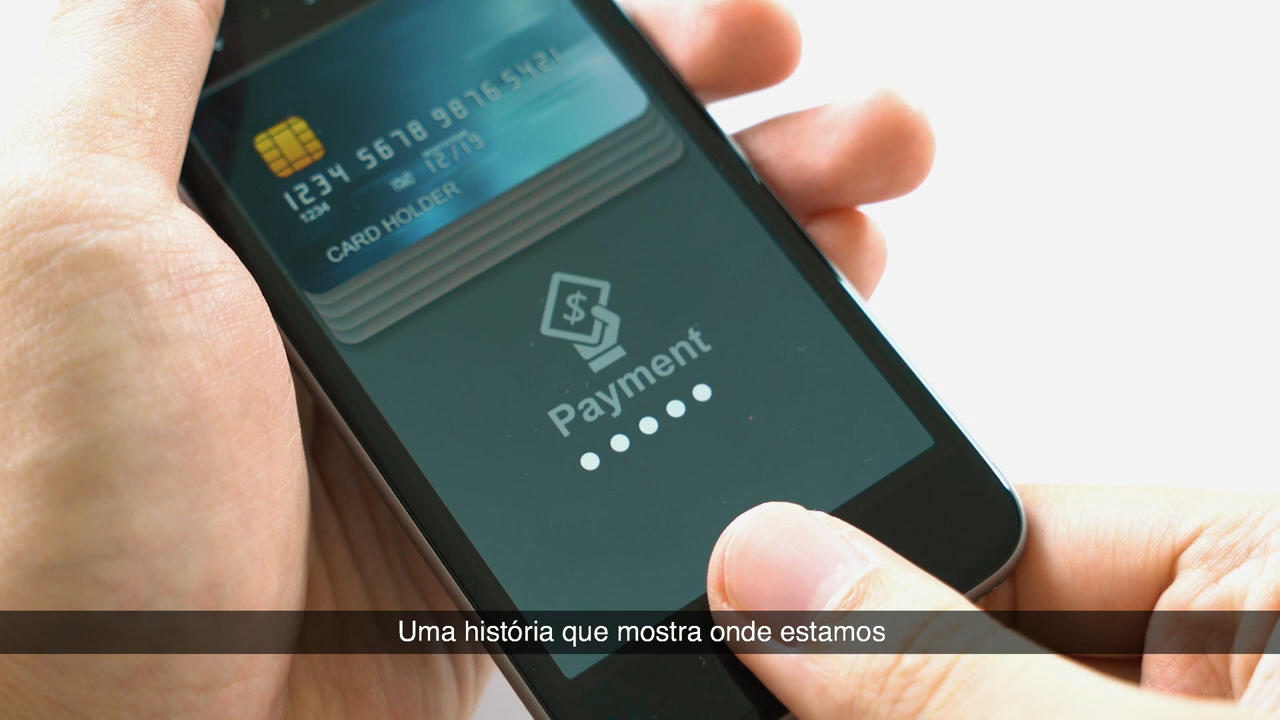 1234 5678 9876 5421
12/19
1234
CARD HOLDER
$
Payment
Uma história que mostra onde estamos